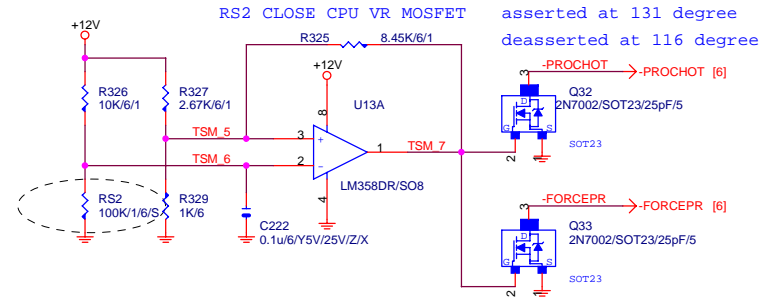 RS2 CLOSE CPU VR MOSFET
asserted at 131 degree
deasserted at 116 degree
+12V
R325
8.45K/6/1
R326
10K/6/1
R327
2.67K/6/1
+12V
U13A
8
TSM_5
3
+
TSM_6
2
-
1
TSM_7
4
LM358DR/SO8
RS2
100K/1/6/S
R329
1K/6
C222
0.1u/6/Y5V/25V/Z/X
-PROCHOT
-PROCHOT [6]
3
Q32
2N7002/SOT23/25pF/5
D
G
S
2
1
SOT23
-FORCEPR
-FORCEPR [6]
3
Q33
2N7002/SOT23/25pF/5
D
G
S
2
1
SOT23